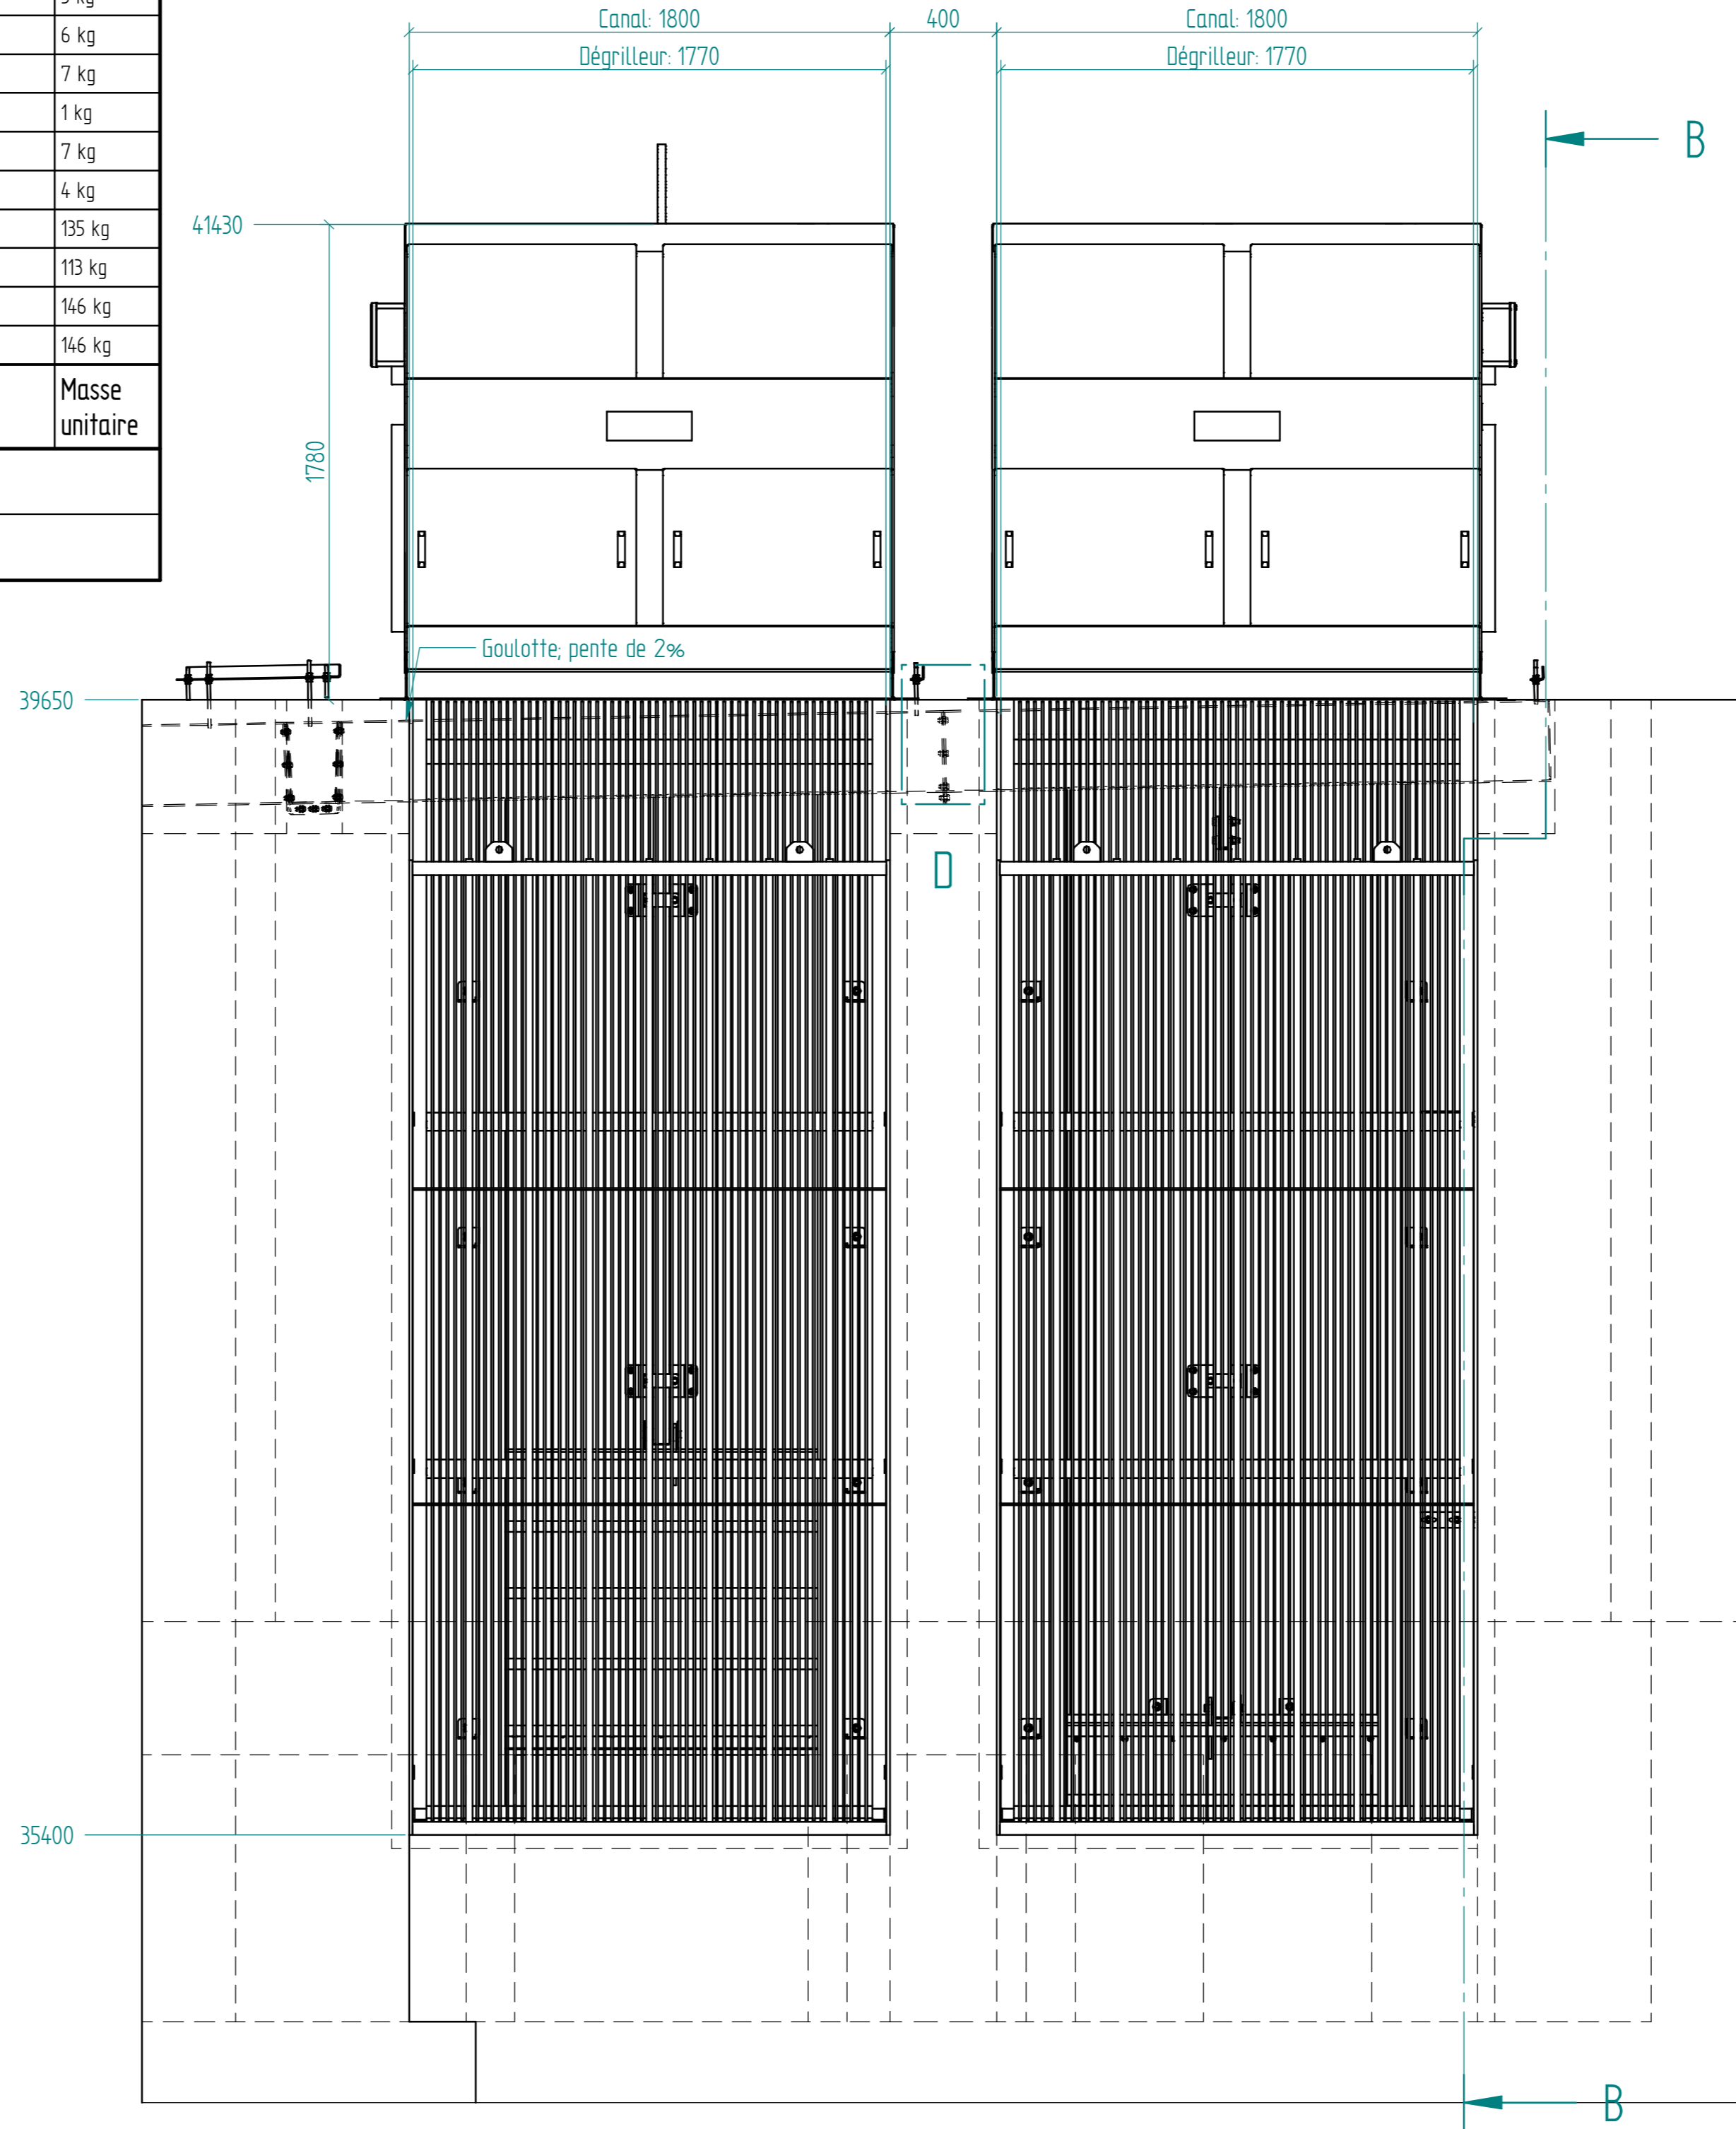 6 kg
7 kg
1 kg
7 kg
4 kg
135 kg
113 kg
146 kg
146 kg
Masse
unitaire
Canal: 1800
400
Canal: 1800
Dégrilleur: 1770
Dégrilleur: 1770
B
41430
1780
Goulotte; pente de 2%
39650
D
35400
B